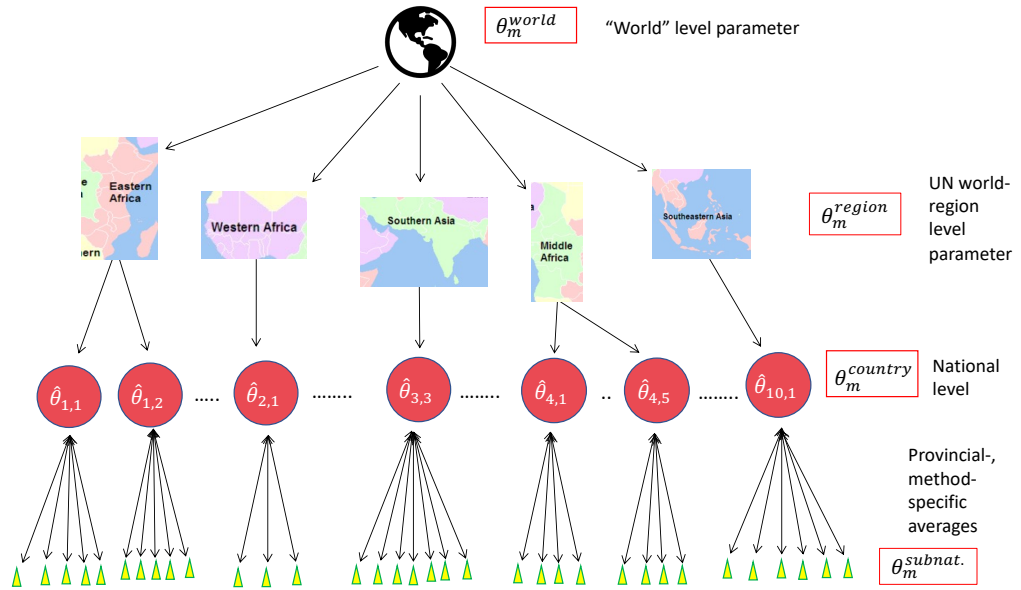 θ_m^world
“World” level parameter
Eastern
Africa
hern
Western Africa
Southern Asia
Middle
Africa
Southeastern Asia
θ_m^region
UN world-
region
level
parameter
θ̂_1,1
θ̂_1,2
.....
θ̂_2,1
........
θ̂_3,3
........
θ̂_4,1
..
θ̂_4,5
........
θ̂_10,1
θ_m^country
National
level
Provincial-,
method-
specific
averages
θ_m^subnat.